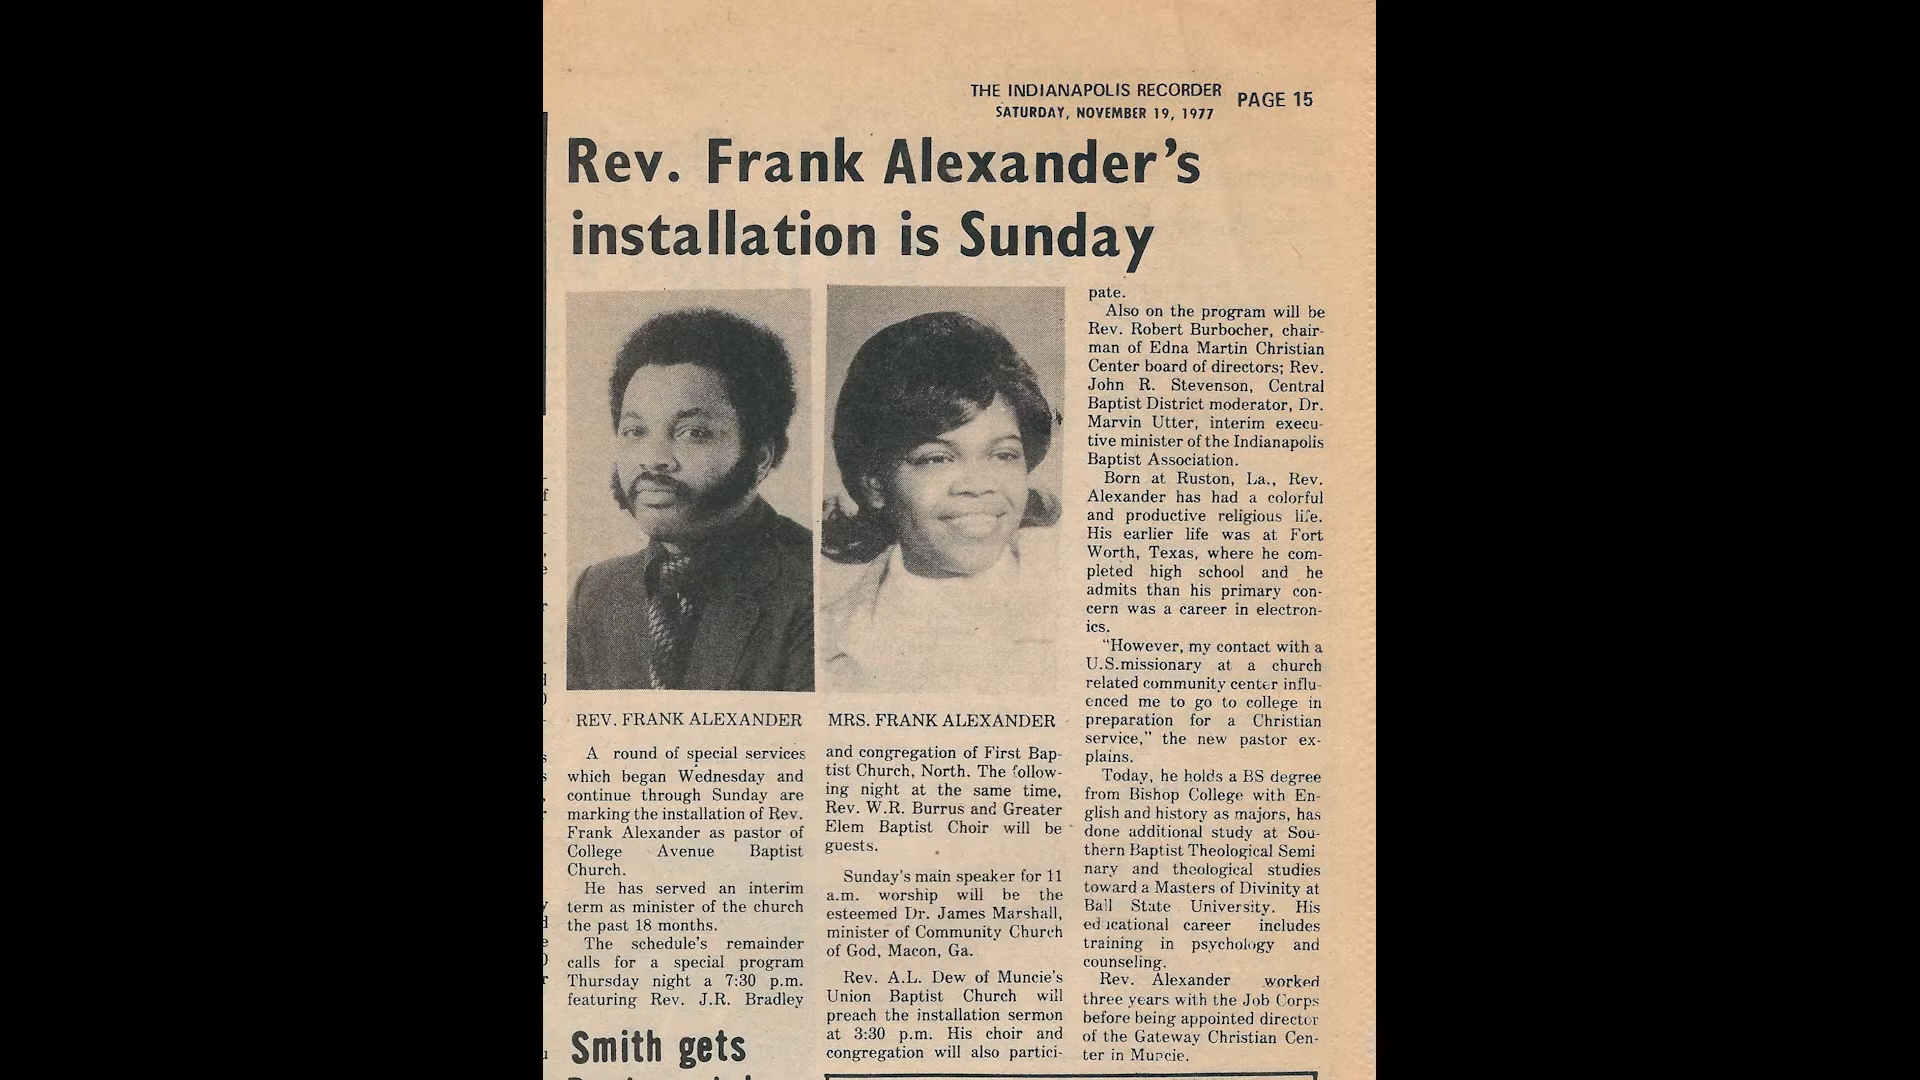 THE INDIANAPOLIS RECORDER
SATURDAY, NOVEMBER 19, 1977
PAGE 15
Rev. Frank Alexander's
installation is Sunday
REV. FRANK ALEXANDER
A round of special services
which began Wednesday and
continue through Sunday are
marking the installation of Rev.
Frank Alexander as pastor of
College Avenue Baptist
Church.
He has served an interim
term as minister of the church
the past 18 months.
The schedule's remainder
calls for a special program
Thursday night a 7:30 p.m.
featuring Rev. J.R. Bradley
Smith gets
MRS. FRANK ALEXANDER
and congregation of First Bap-
tist Church, North. The follow-
ing night at the same time,
Rev. W.R. Burrus and Greater
Elem Baptist Choir will be
guests.
Sunday's main speaker for 11
a.m. worship will be the
esteemed Dr. James Marshall,
minister of Community Church
of God, Macon, Ga.
Rev. A.L. Dew of Muncie's
Union Baptist Church will
preach the installation sermon
at 3:30 p.m. His choir and
congregation will also partici-
pate.
Also on the program will be
Rev. Robert Burbocher, chair-
man of Edna Martin Christian
Center board of directors; Rev.
John R. Stevenson, Central
Baptist District moderator, Dr.
Marvin Utter, interim execu-
tive minister of the Indianapolis
Baptist Association.
Born at Ruston, La., Rev.
Alexander has had a colorful
and productive religious life.
His earlier life was at Fort
Worth, Texas, where he com-
pleted high school and he
admits than his primary con-
cern was a career in electron-
ics.
"However, my contact with a
U.S.missionary at a church
related community center influ-
enced me to go to college in
preparation for a Christian
service," the new pastor ex-
plains.
Today, he holds a BS degree
from Bishop College with En-
glish and history as majors, has
done additional study at Sou-
thern Baptist Theological Semi
nary and theological studies
toward a Masters of Divinity at
Ball State University. His
educational career includes
training in psychology and
counseling.
Rev. Alexander worked
three years with the Job Corps
before being appointed director
of the Gateway Christian Cen-
ter in Muncie.